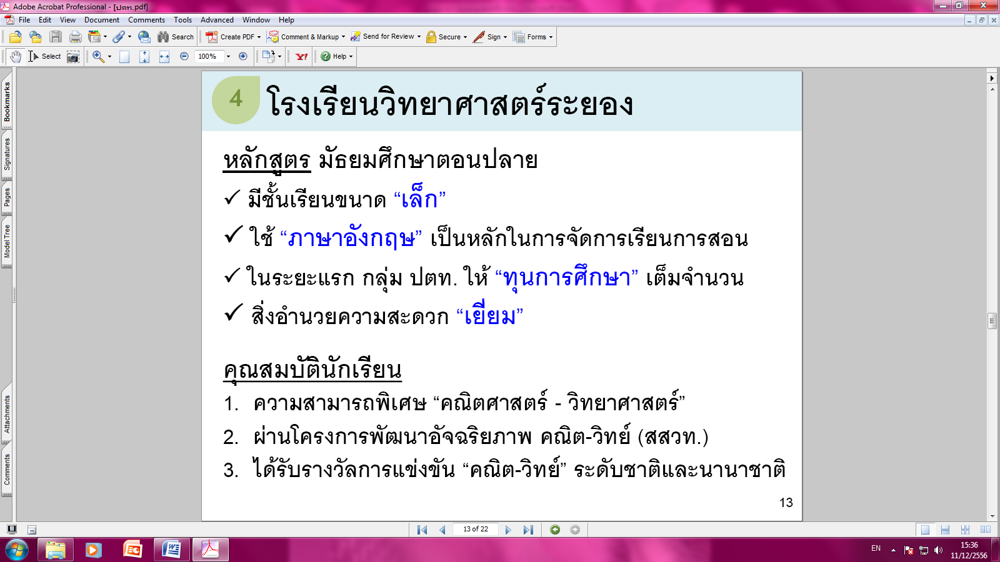 Adobe Acrobat Professional - [ปตท.pdf]
File Edit View Document Comments Tools Advanced Window Help
Search Create PDF Comment & Markup Send for Review Secure Sign Forms
Select 100% Y! Help
Bookmarks
Signatures
Pages
Model Tree
Attachments
Comments
4 โรงเรียนวิทยาศาสตร์ระยอง
หลักสูตร มัธยมศึกษาตอนปลาย
✓ มีชั้นเรียนขนาด “เล็ก”
✓ ใช้ “ภาษาอังกฤษ” เป็นหลักในการจัดการเรียนการสอน
✓ ในระยะแรก กลุ่ม ปตท. ให้ “ทุนการศึกษา” เต็มจำนวน
✓ สิ่งอำนวยความสะดวก “เยี่ยม”
คุณสมบัตินักเรียน
1. ความสามารถพิเศษ “คณิตศาสตร์ - วิทยาศาสตร์”
2. ผ่านโครงการพัฒนาอัจฉริยภาพ คณิต-วิทย์ (สสวท.)
3. ได้รับรางวัลการแข่งขัน “คณิต-วิทย์” ระดับชาติและนานาชาติ
13
13 of 22
EN
15:36
11/12/2556